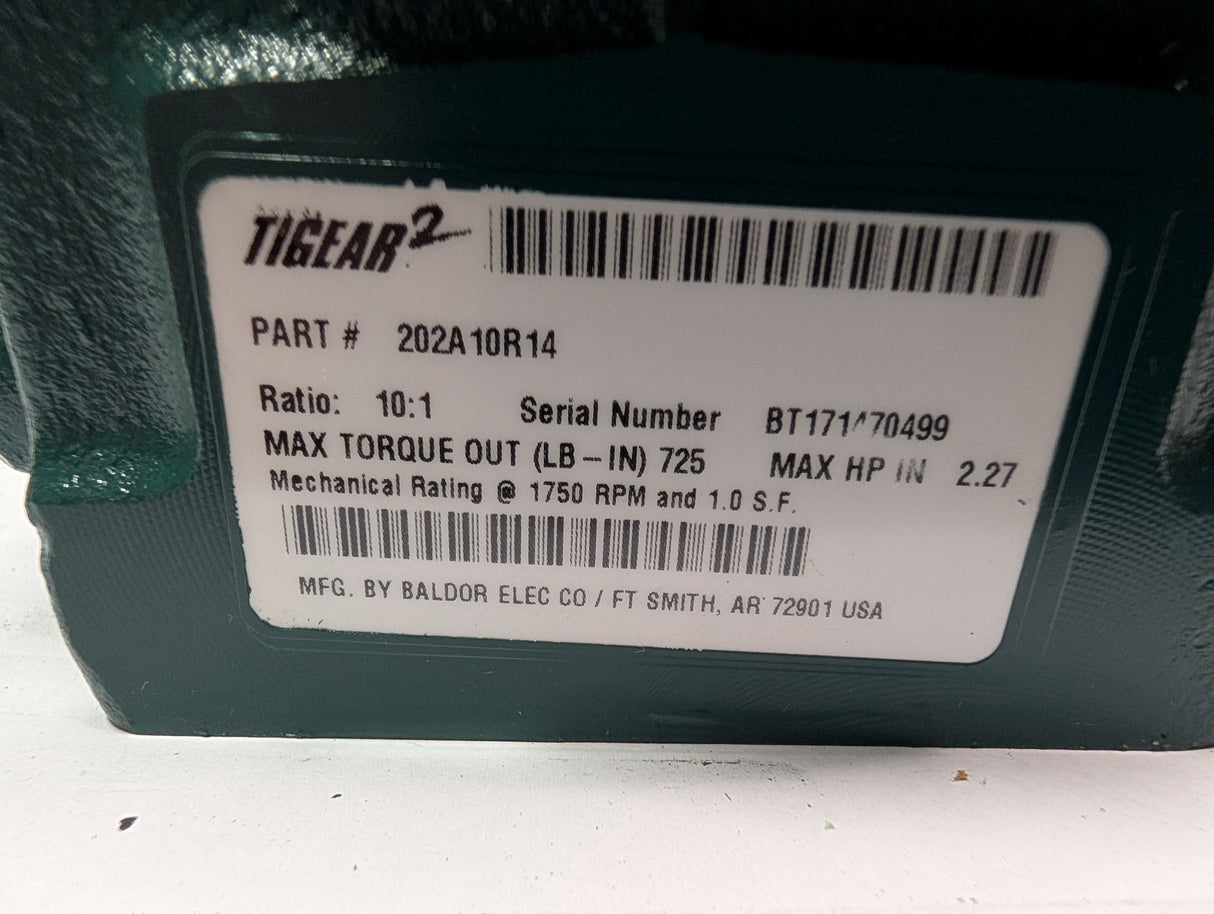 TIGEAR2
PART # 202A10R14
Ratio: 10:1 Serial Number
MAX TORQUE OUT (LB-IN) 725 MAX HP IN 2.27
Mechanical Rating @ 1750 RPM and 1.0 S.F.
MFG. BY BALDOR ELEC CO / FT SMITH, AR 72901 USA